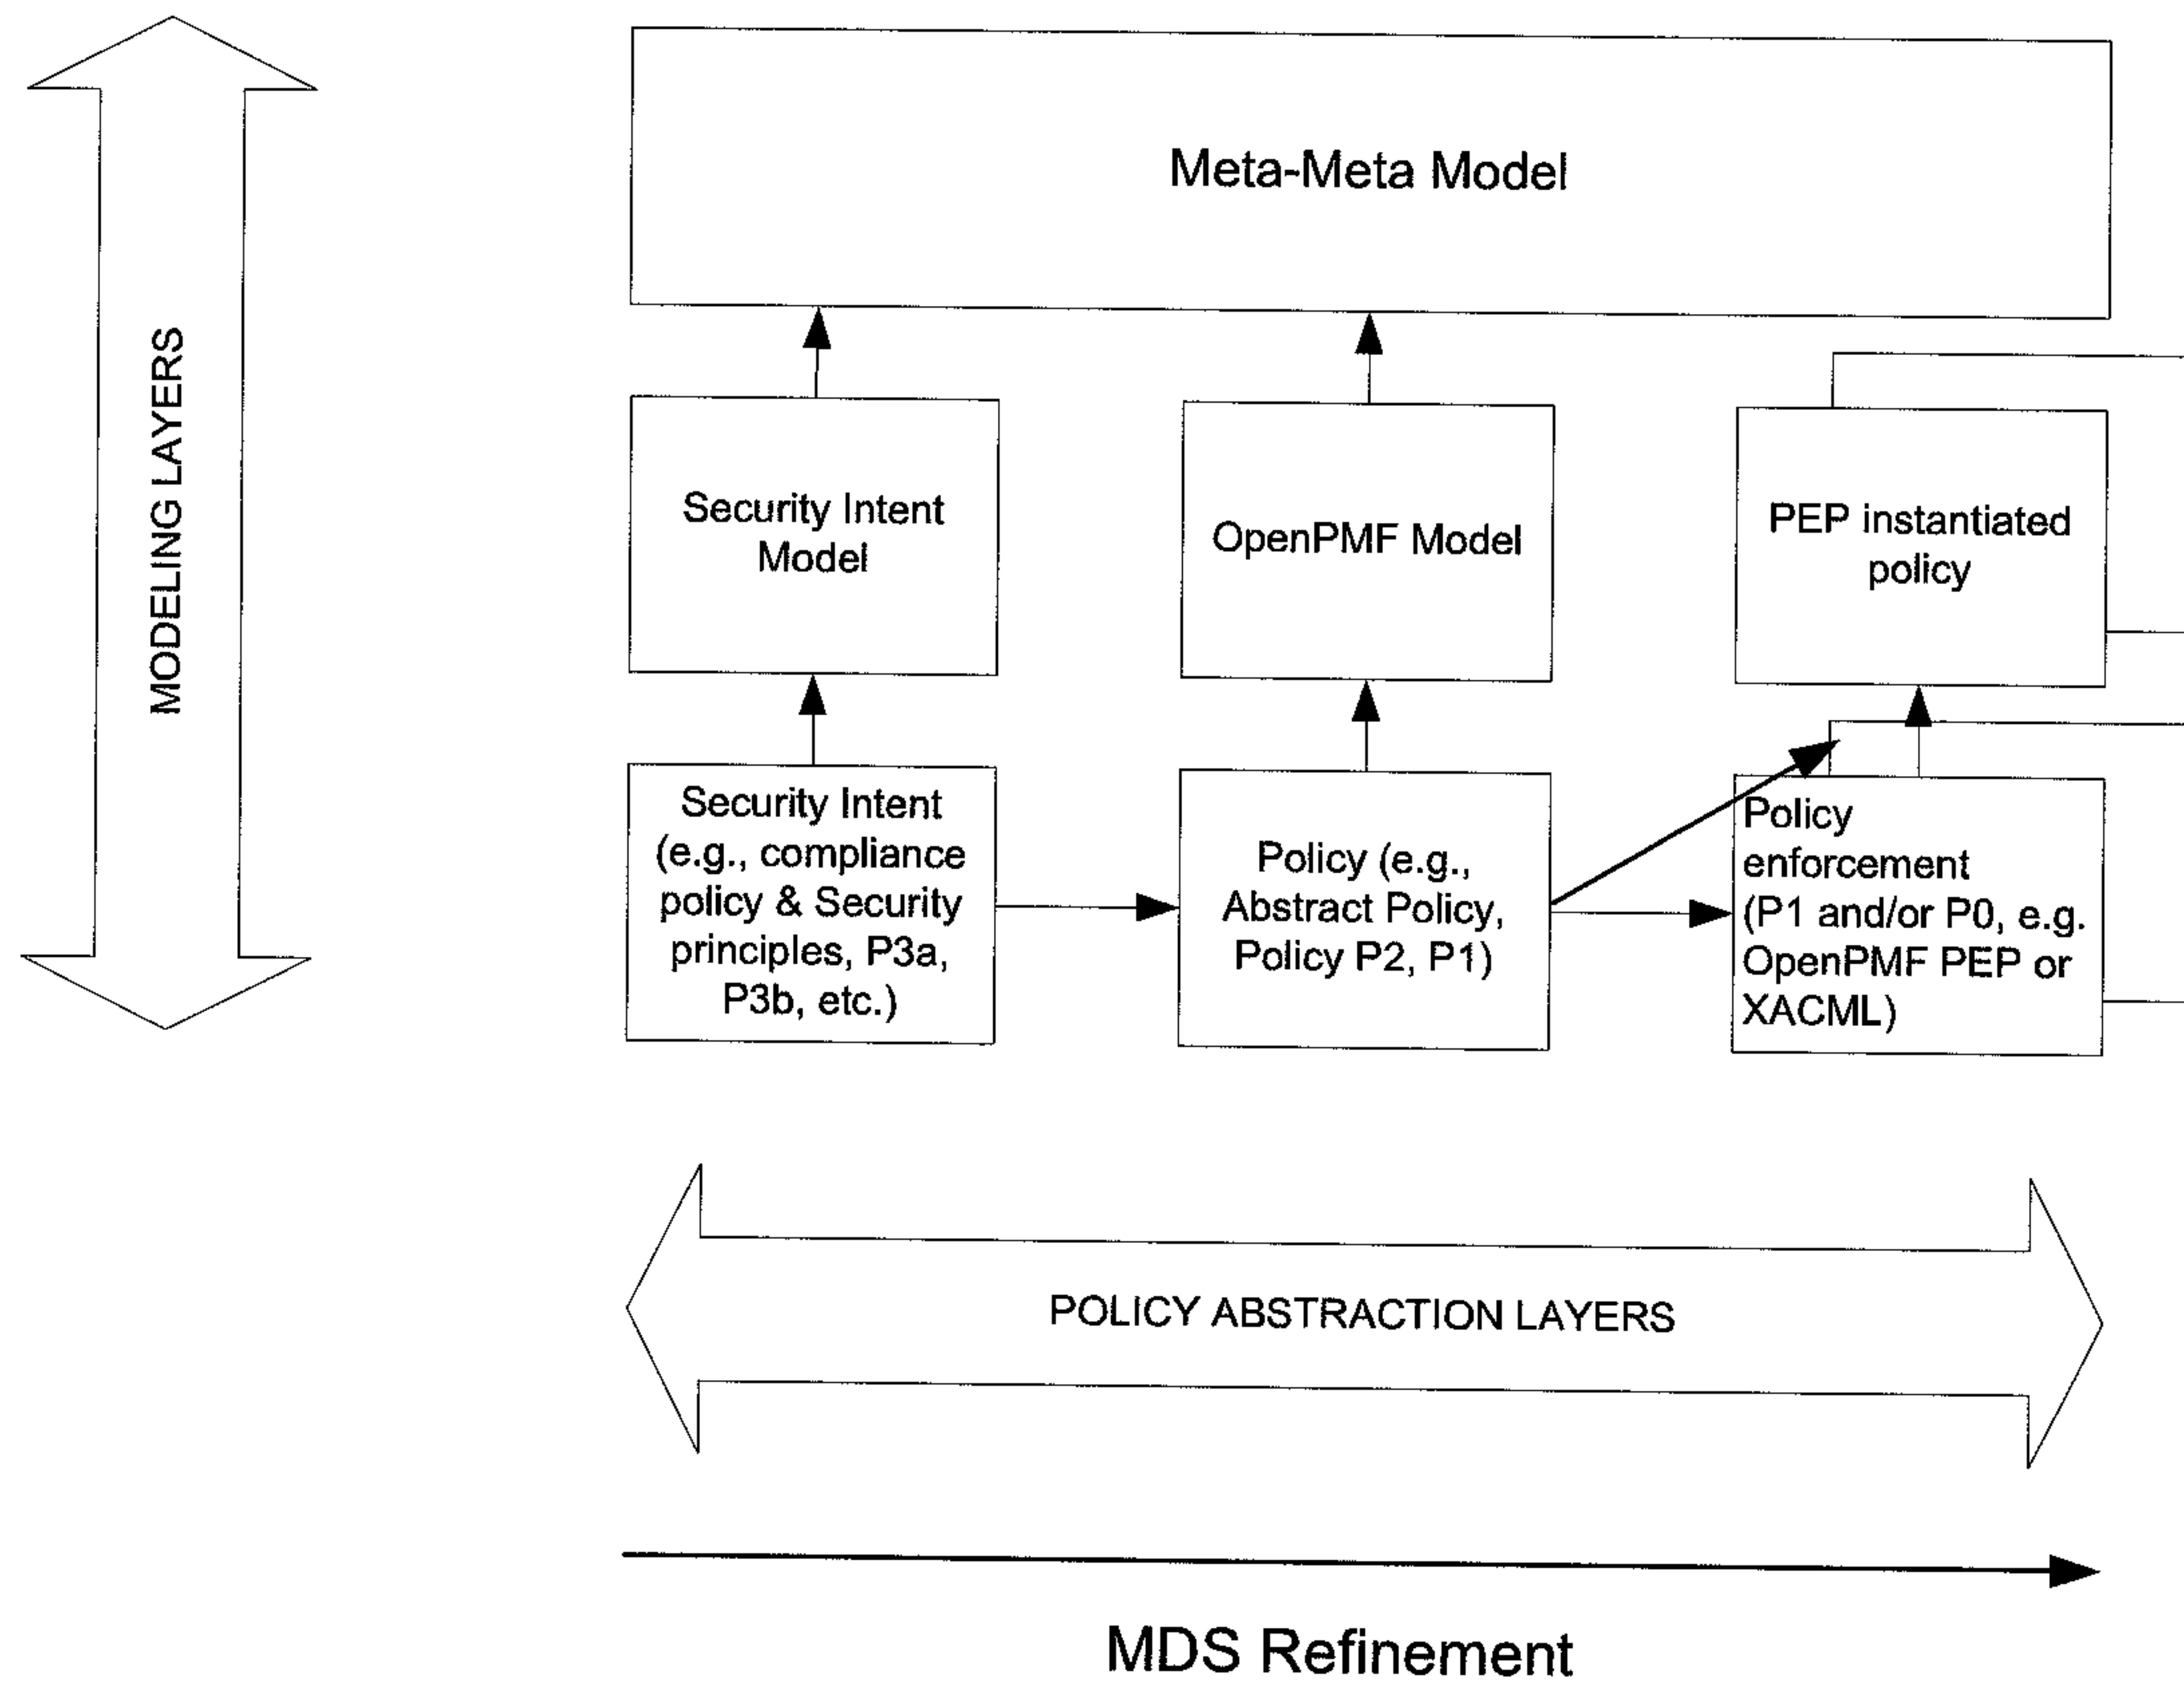 Meta-Meta Model
MODELING LAYERS
Security Intent
Model
OpenPMF Model
PEP instantiated
policy
Security Intent
(e.g., compliance
policy & Security
principles, P3a,
P3b, etc.)
Policy (e.g.,
Abstract Policy,
Policy P2, P1)
Policy
enforcement
(P1 and/or P0, e.g.
OpenPMF PEP or
XACML)
POLICY ABSTRACTION LAYERS
MDS Refinement